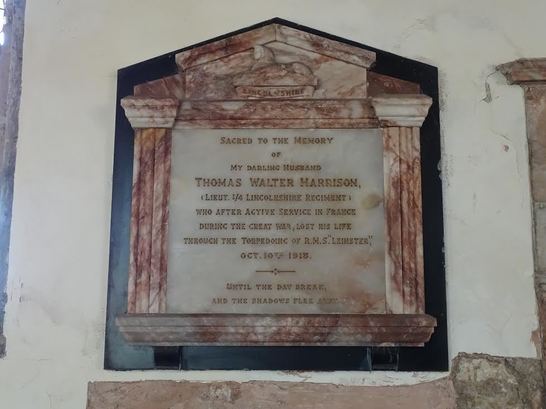 LINCOLNSHIRE
SACRED TO THE MEMORY
OF
MY DARLING HUSBAND
THOMAS WALTER HARRISON,
(LIEUT. 1/4 LINCOLNSHIRE REGIMENT)
WHO AFTER ACTIVE SERVICE IN FRANCE
DURING THE GREAT WAR, LOST HIS LIFE
THROUGH THE TORPEDOING OF R.M.S. "LEINSTER",
OCT. 10TH 1918.
UNTIL THE DAY BREAK,
AND THE SHADOWS FLEE AWAY.